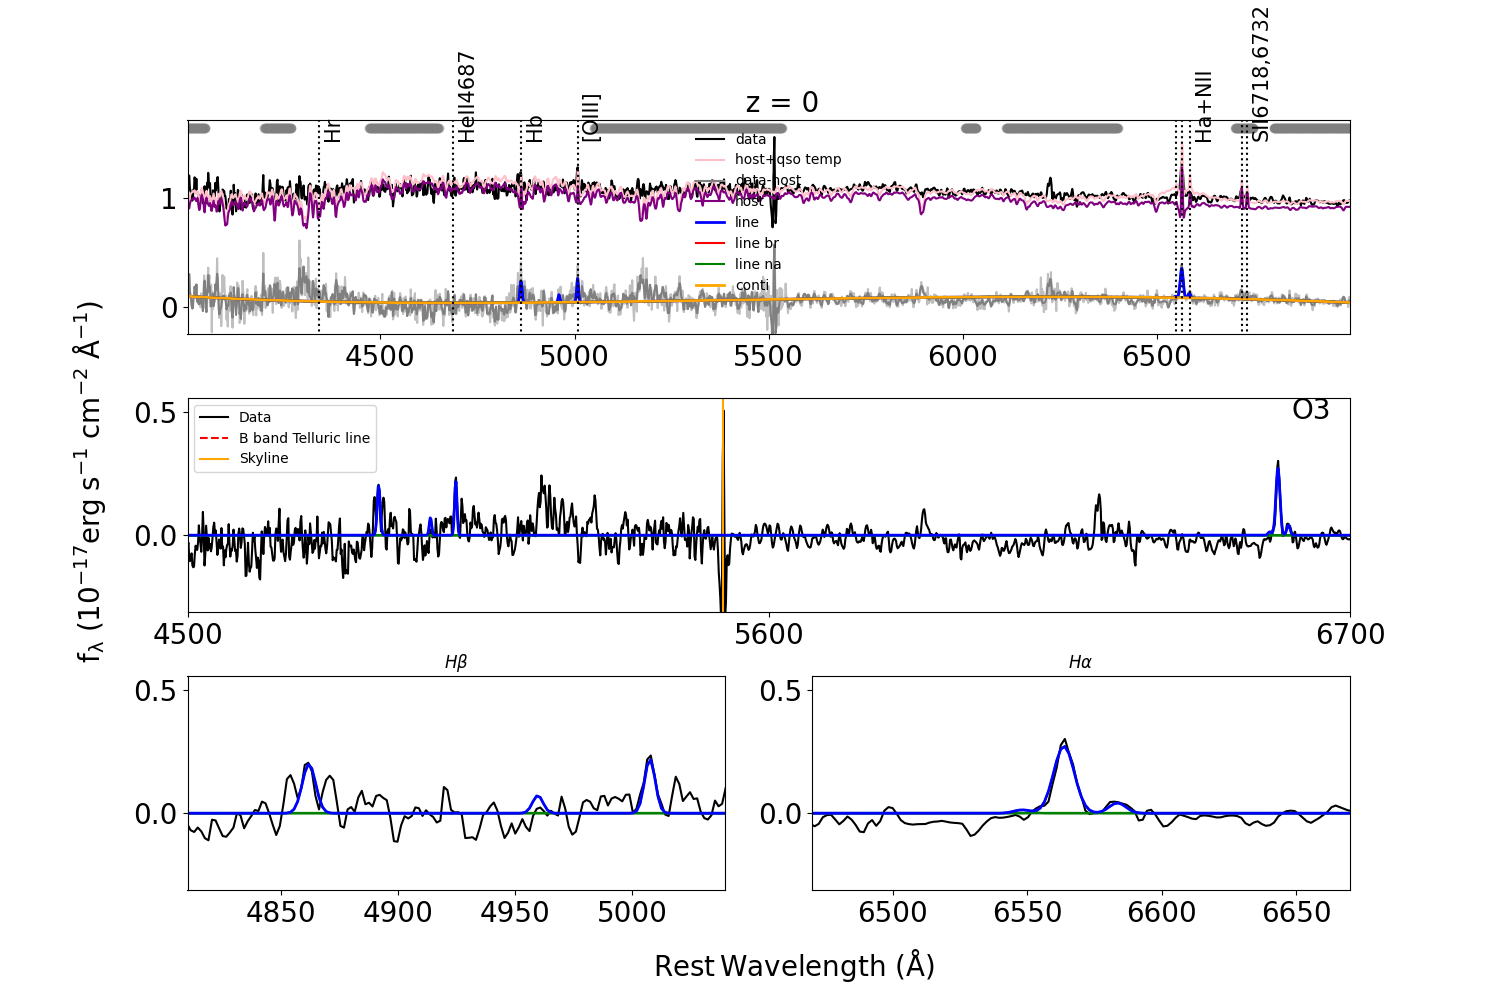 z = 0
Hr
HeII4687
Hb
[OIII]
Ha+NII
SII6718,6732
data
host+qso temp
data-host
host
line
line br
line na
conti
1
0
4500
5000
5500
6000
6500
f_λ (10⁻¹⁷erg s⁻¹ cm⁻² Å⁻¹)
O3
Data
B band Telluric line
Skyline
0.5
0.0
4500
5600
6700
Hβ
0.5
0.0
4850
4900
4950
5000
Hα
0.5
0.0
6500
6550
6600
6650
Rest Wavelength (Å)